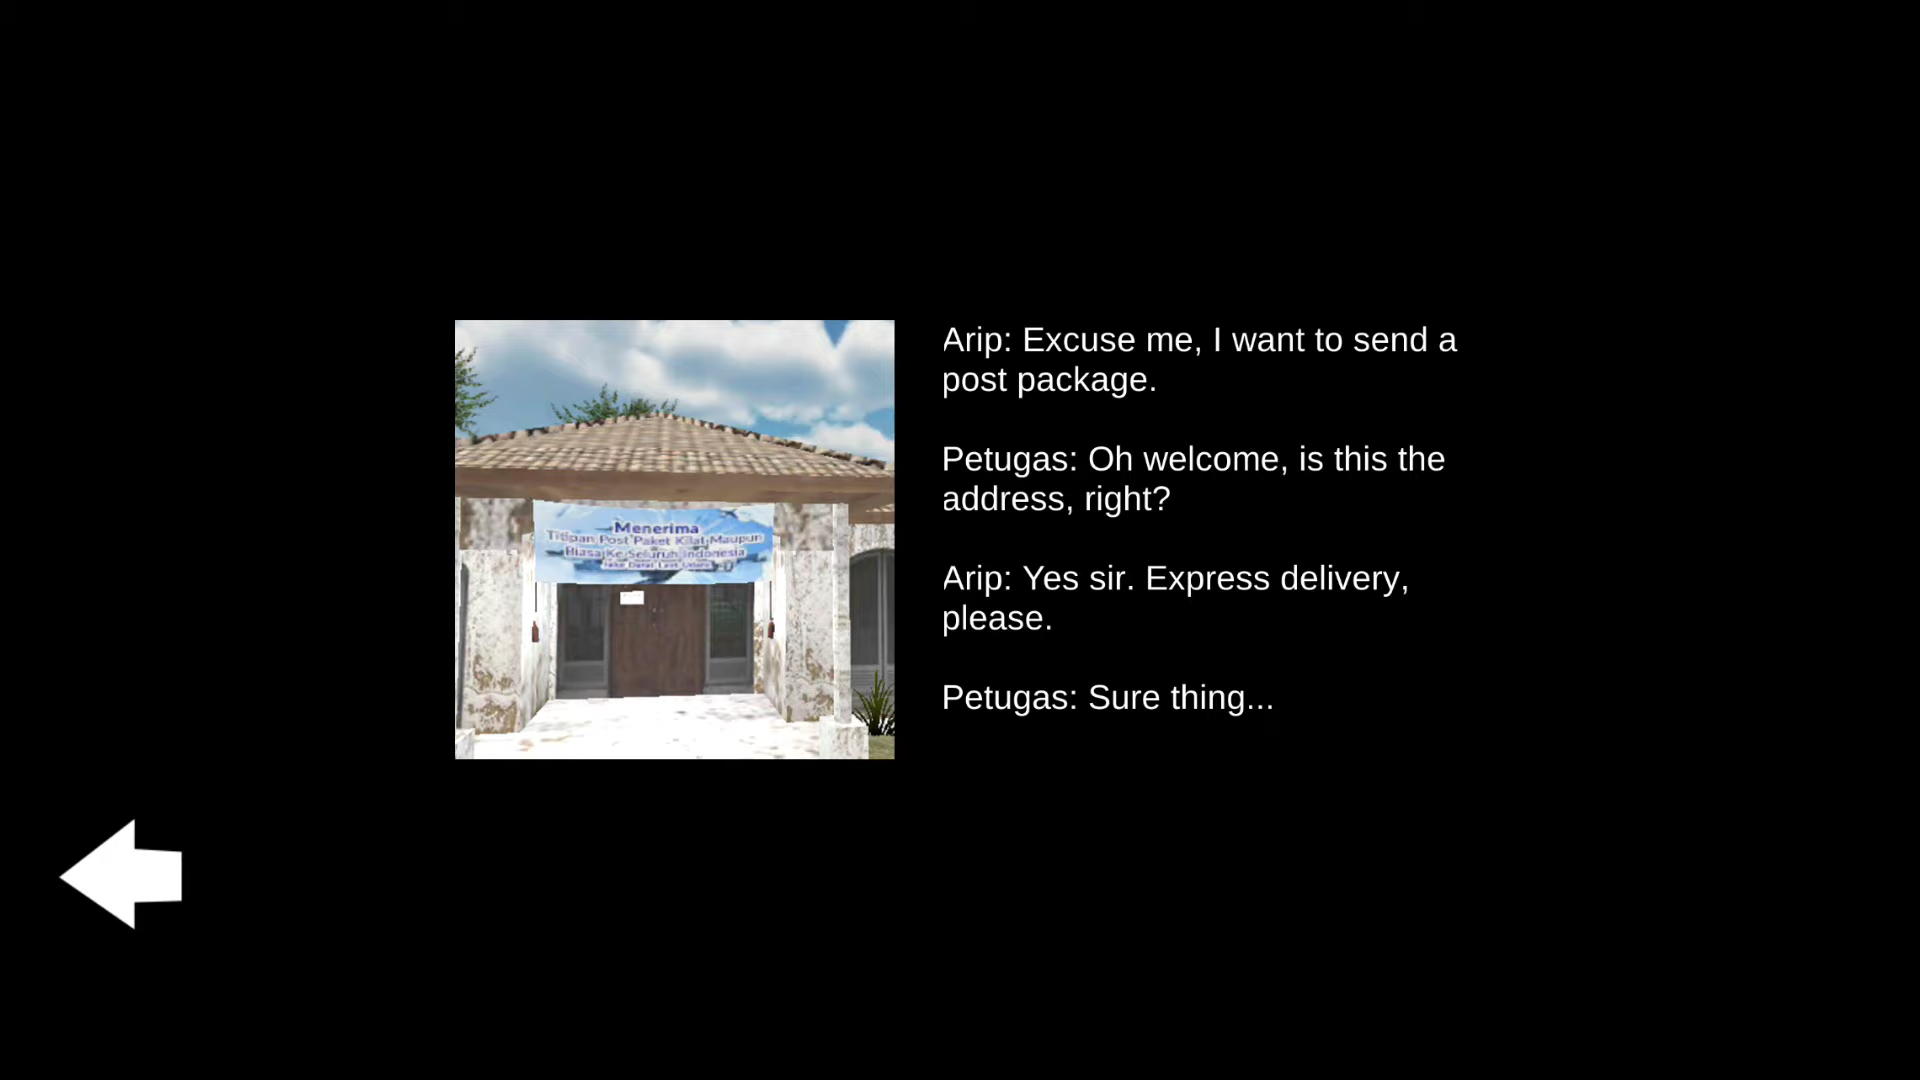 Menerima
Titipan Post Paket Kilat Maupun
Biasa Ke Seluruh Indonesia
Arip: Excuse me, I want to send a
post package.
Petugas: Oh welcome, is this the
address, right?
Arip: Yes sir. Express delivery,
please.
Petugas: Sure thing...